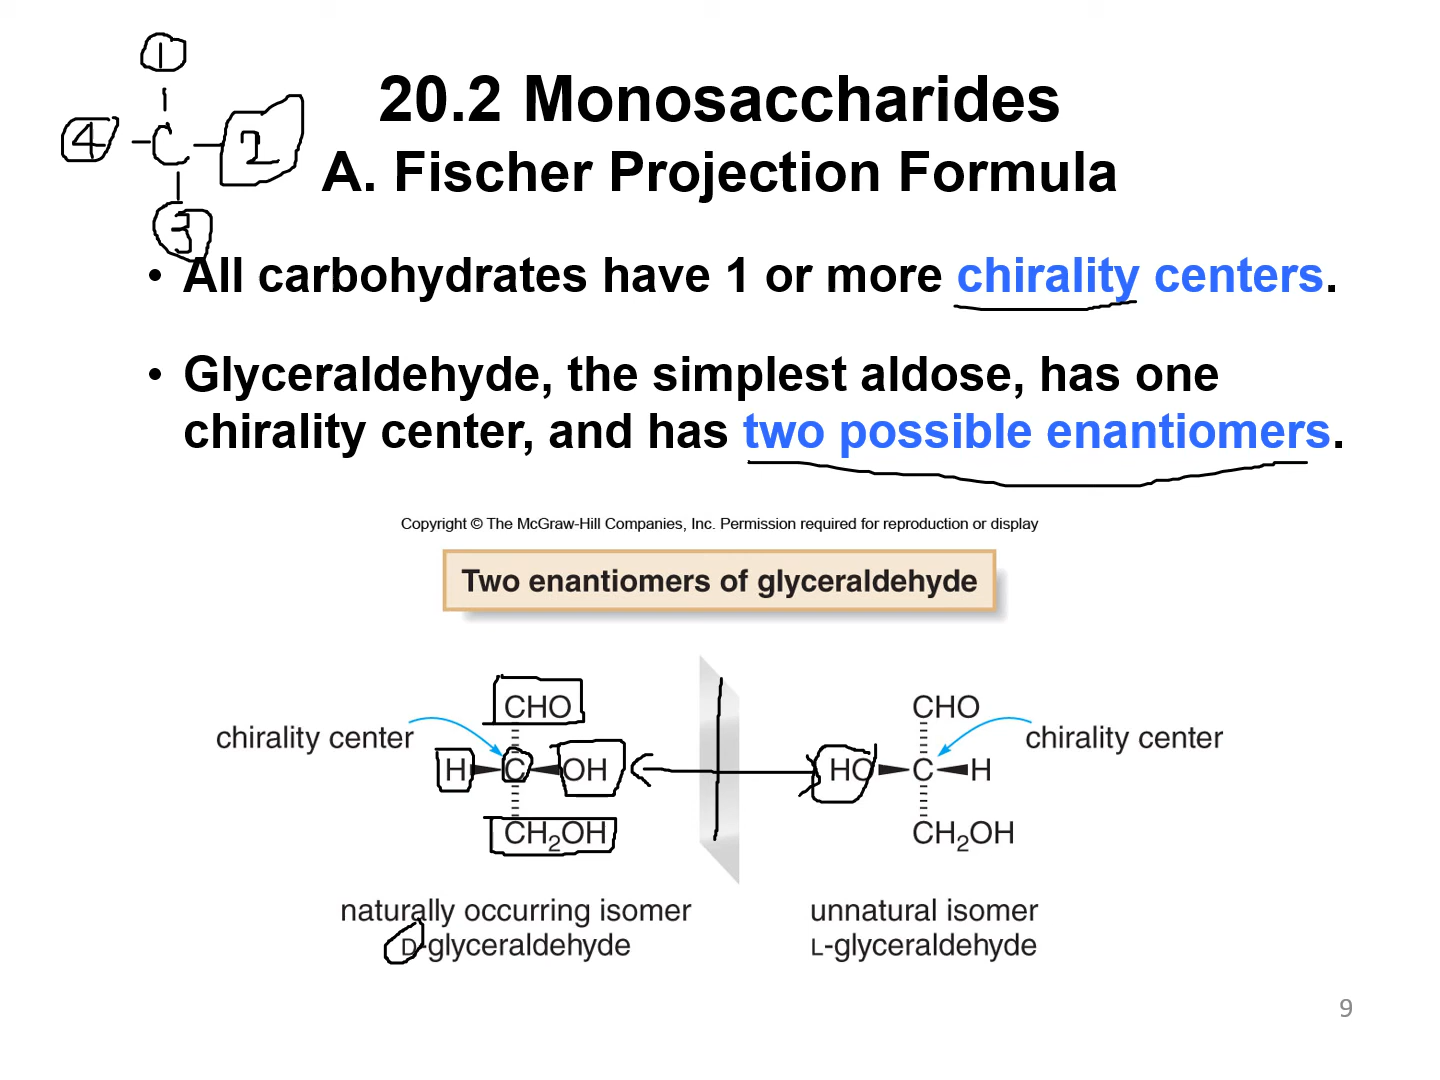 1
4 -C- 2
3
20.2 Monosaccharides
A. Fischer Projection Formula
• All carbohydrates have 1 or more chirality centers.
• Glyceraldehyde, the simplest aldose, has one
chirality center, and has two possible enantiomers.
Copyright © The McGraw-Hill Companies, Inc. Permission required for reproduction or display
Two enantiomers of glyceraldehyde
CHO
chirality center
H C OH
CH₂OH
naturally occurring isomer
D-glyceraldehyde
CHO
chirality center
HO C H
CH₂OH
unnatural isomer
L-glyceraldehyde
9